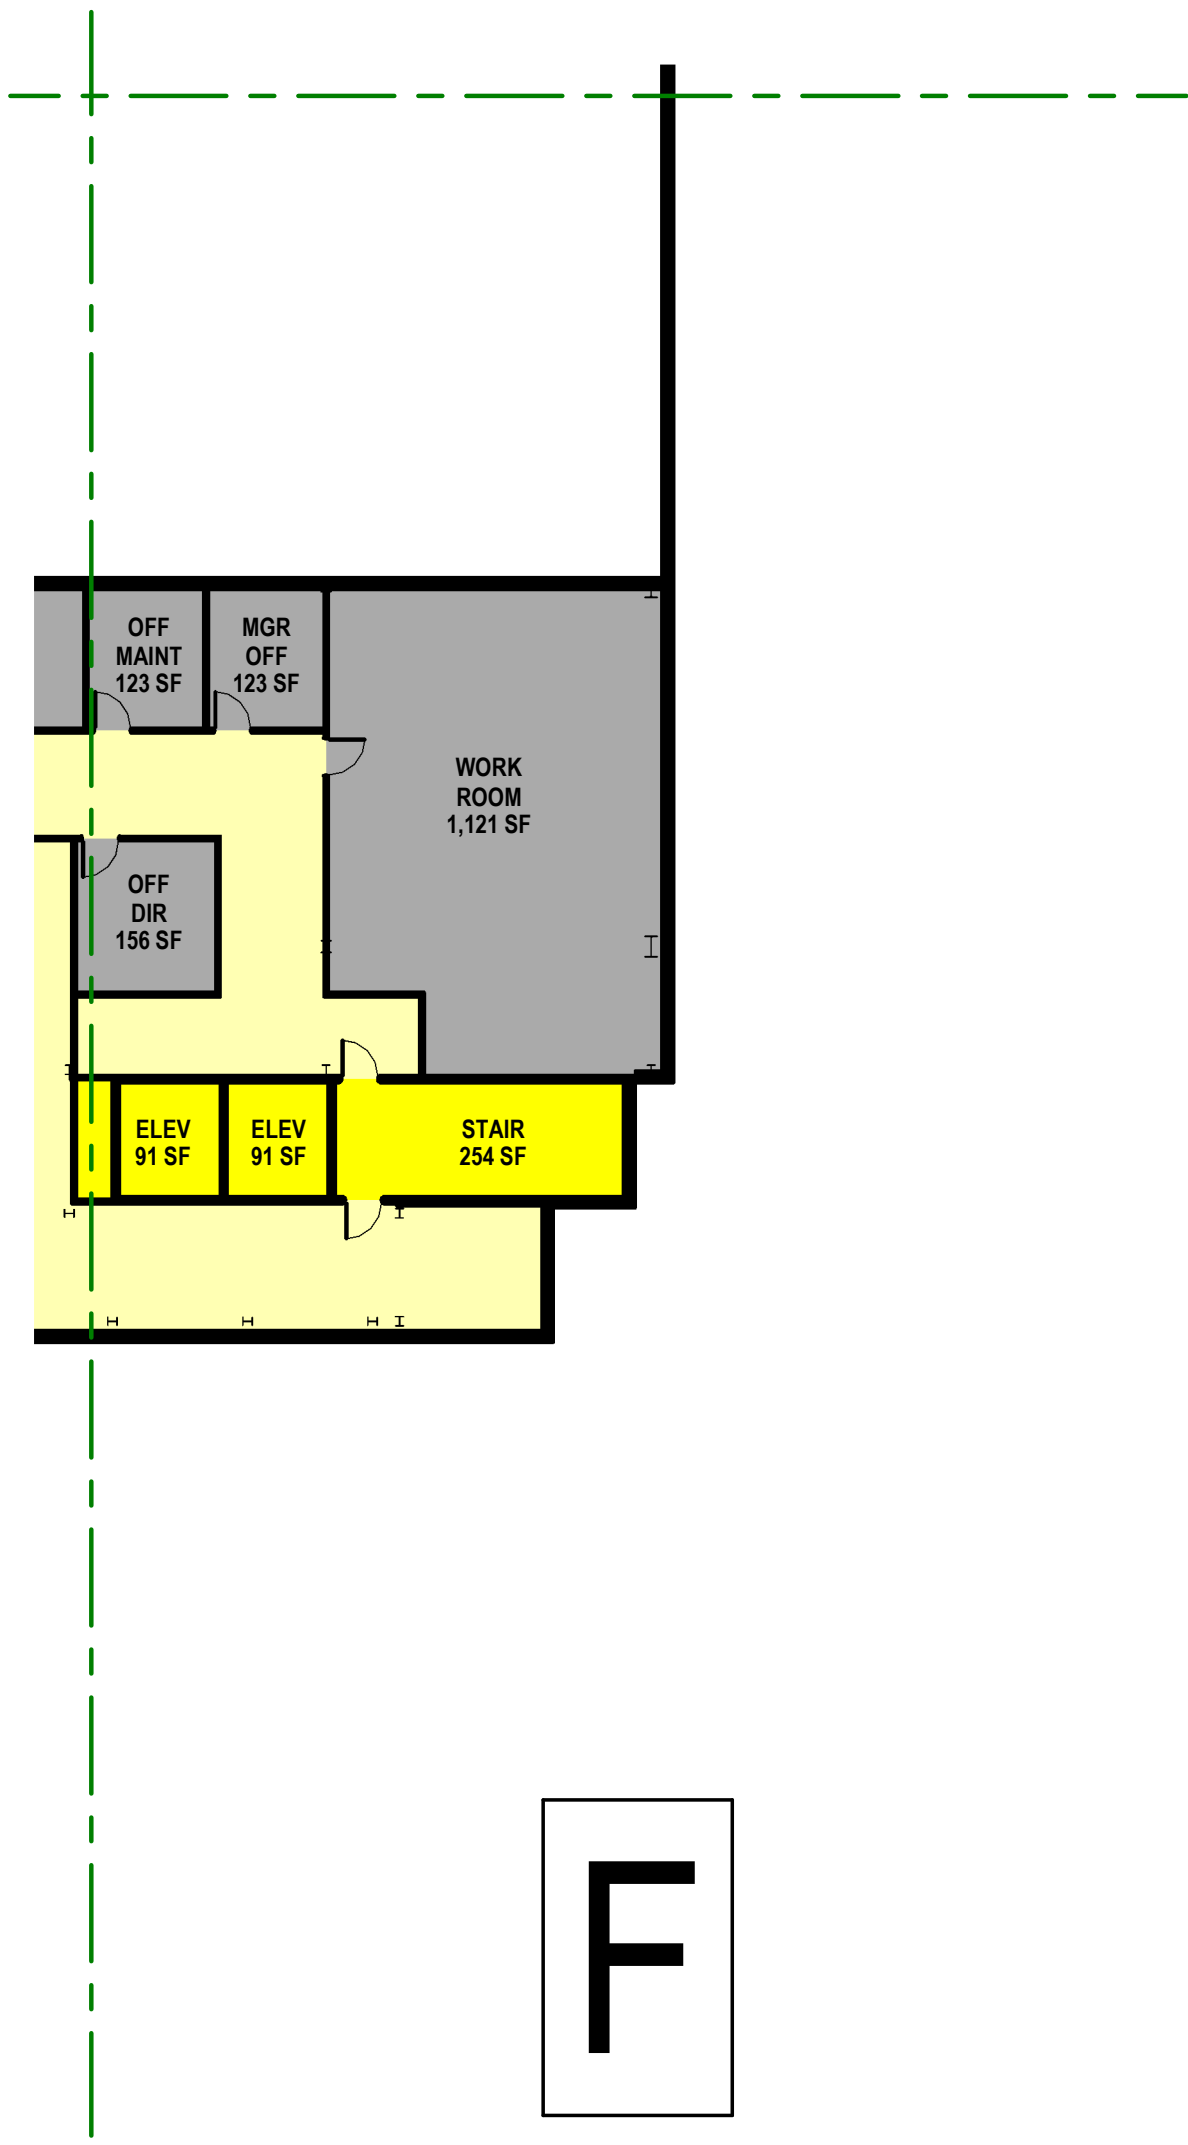 OFF
MAINT
123 SF
MGR
OFF
123 SF
WORK
ROOM
1,121 SF
OFF
DIR
156 SF
ELEV
91 SF
ELEV
91 SF
STAIR
254 SF
F